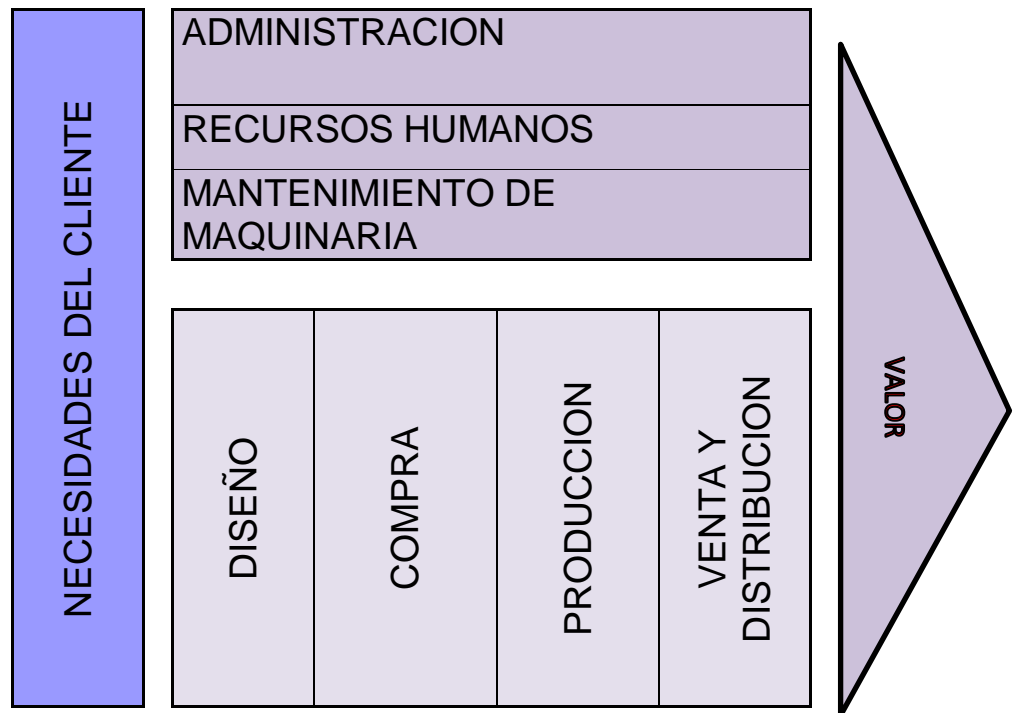 NECESIDADES DEL CLIENTE
ADMINISTRACION
RECURSOS HUMANOS
MANTENIMIENTO DE
MAQUINARIA
DISEÑO
COMPRA
PRODUCCION
VENTA Y
DISTRIBUCION
VALOR